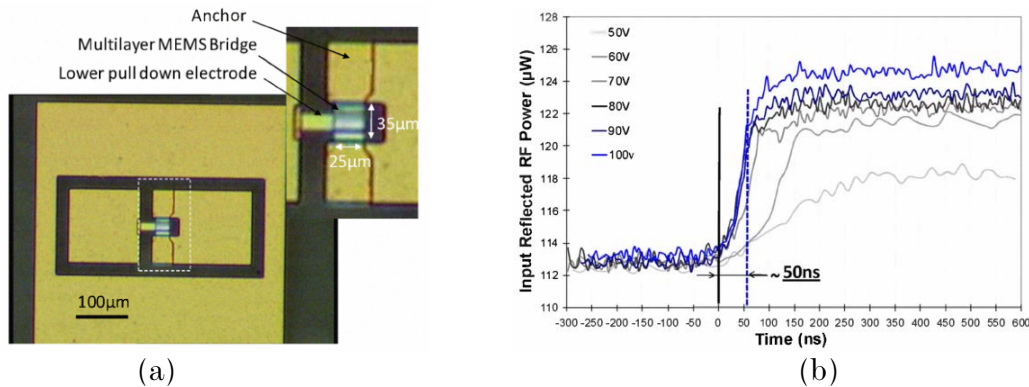 Anchor
Multilayer MEMS Bridge
Lower pull down electrode
35μm
25μm
100μm
(a)
Input Reflected RF Power (μW)
128
126
124
122
120
118
116
114
112
110
50V
60V
70V
80V
90V
100v
~ 50ns
-300 -250 -200 -150 -100 -50 0 50 100 150 200 250 300 350 400 450 500 550 600
Time (ns)
(b)